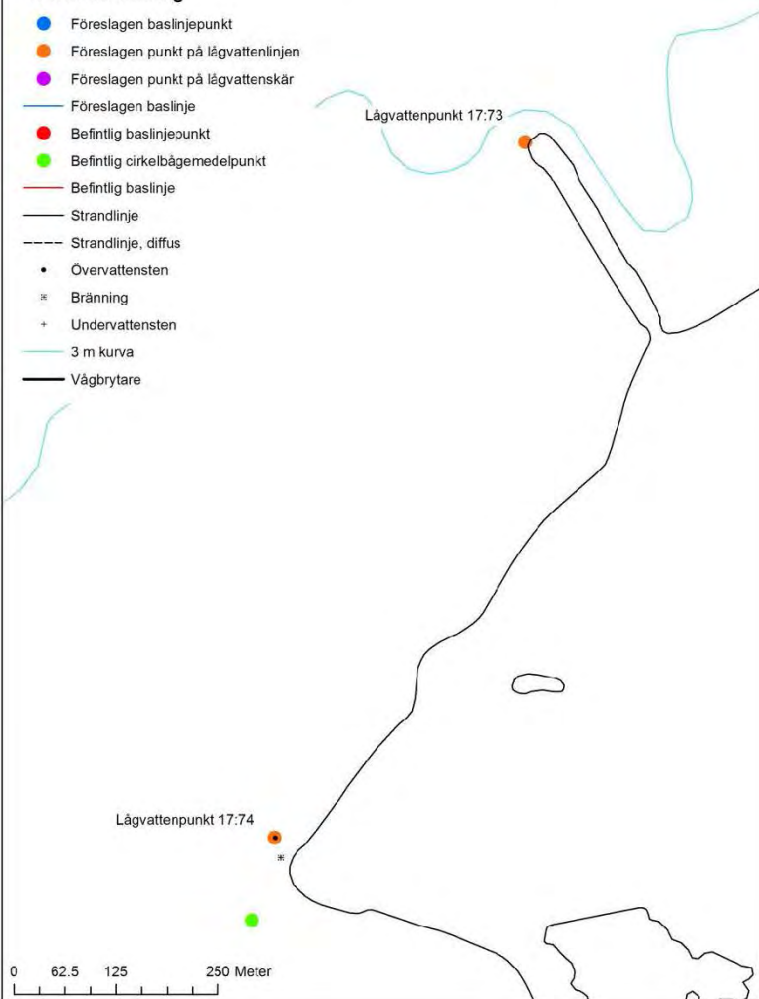 Föreslagen baslinjepunkt
Föreslagen punkt på lågvattenlinjen
Föreslagen punkt på lågvattenskär
Föreslagen baslinje
Befintlig baslinjepunkt
Befintlig cirkelbågemedelpunkt
Befintlig baslinje
Strandlinje
Strandlinje, diffus
Övervattensten
Bränning
Undervattensten
3 m kurva
Vågbrytare
Lågvattenpunkt 17:73
Lågvattenpunkt 17:74
0 62.5 125 250 Meter